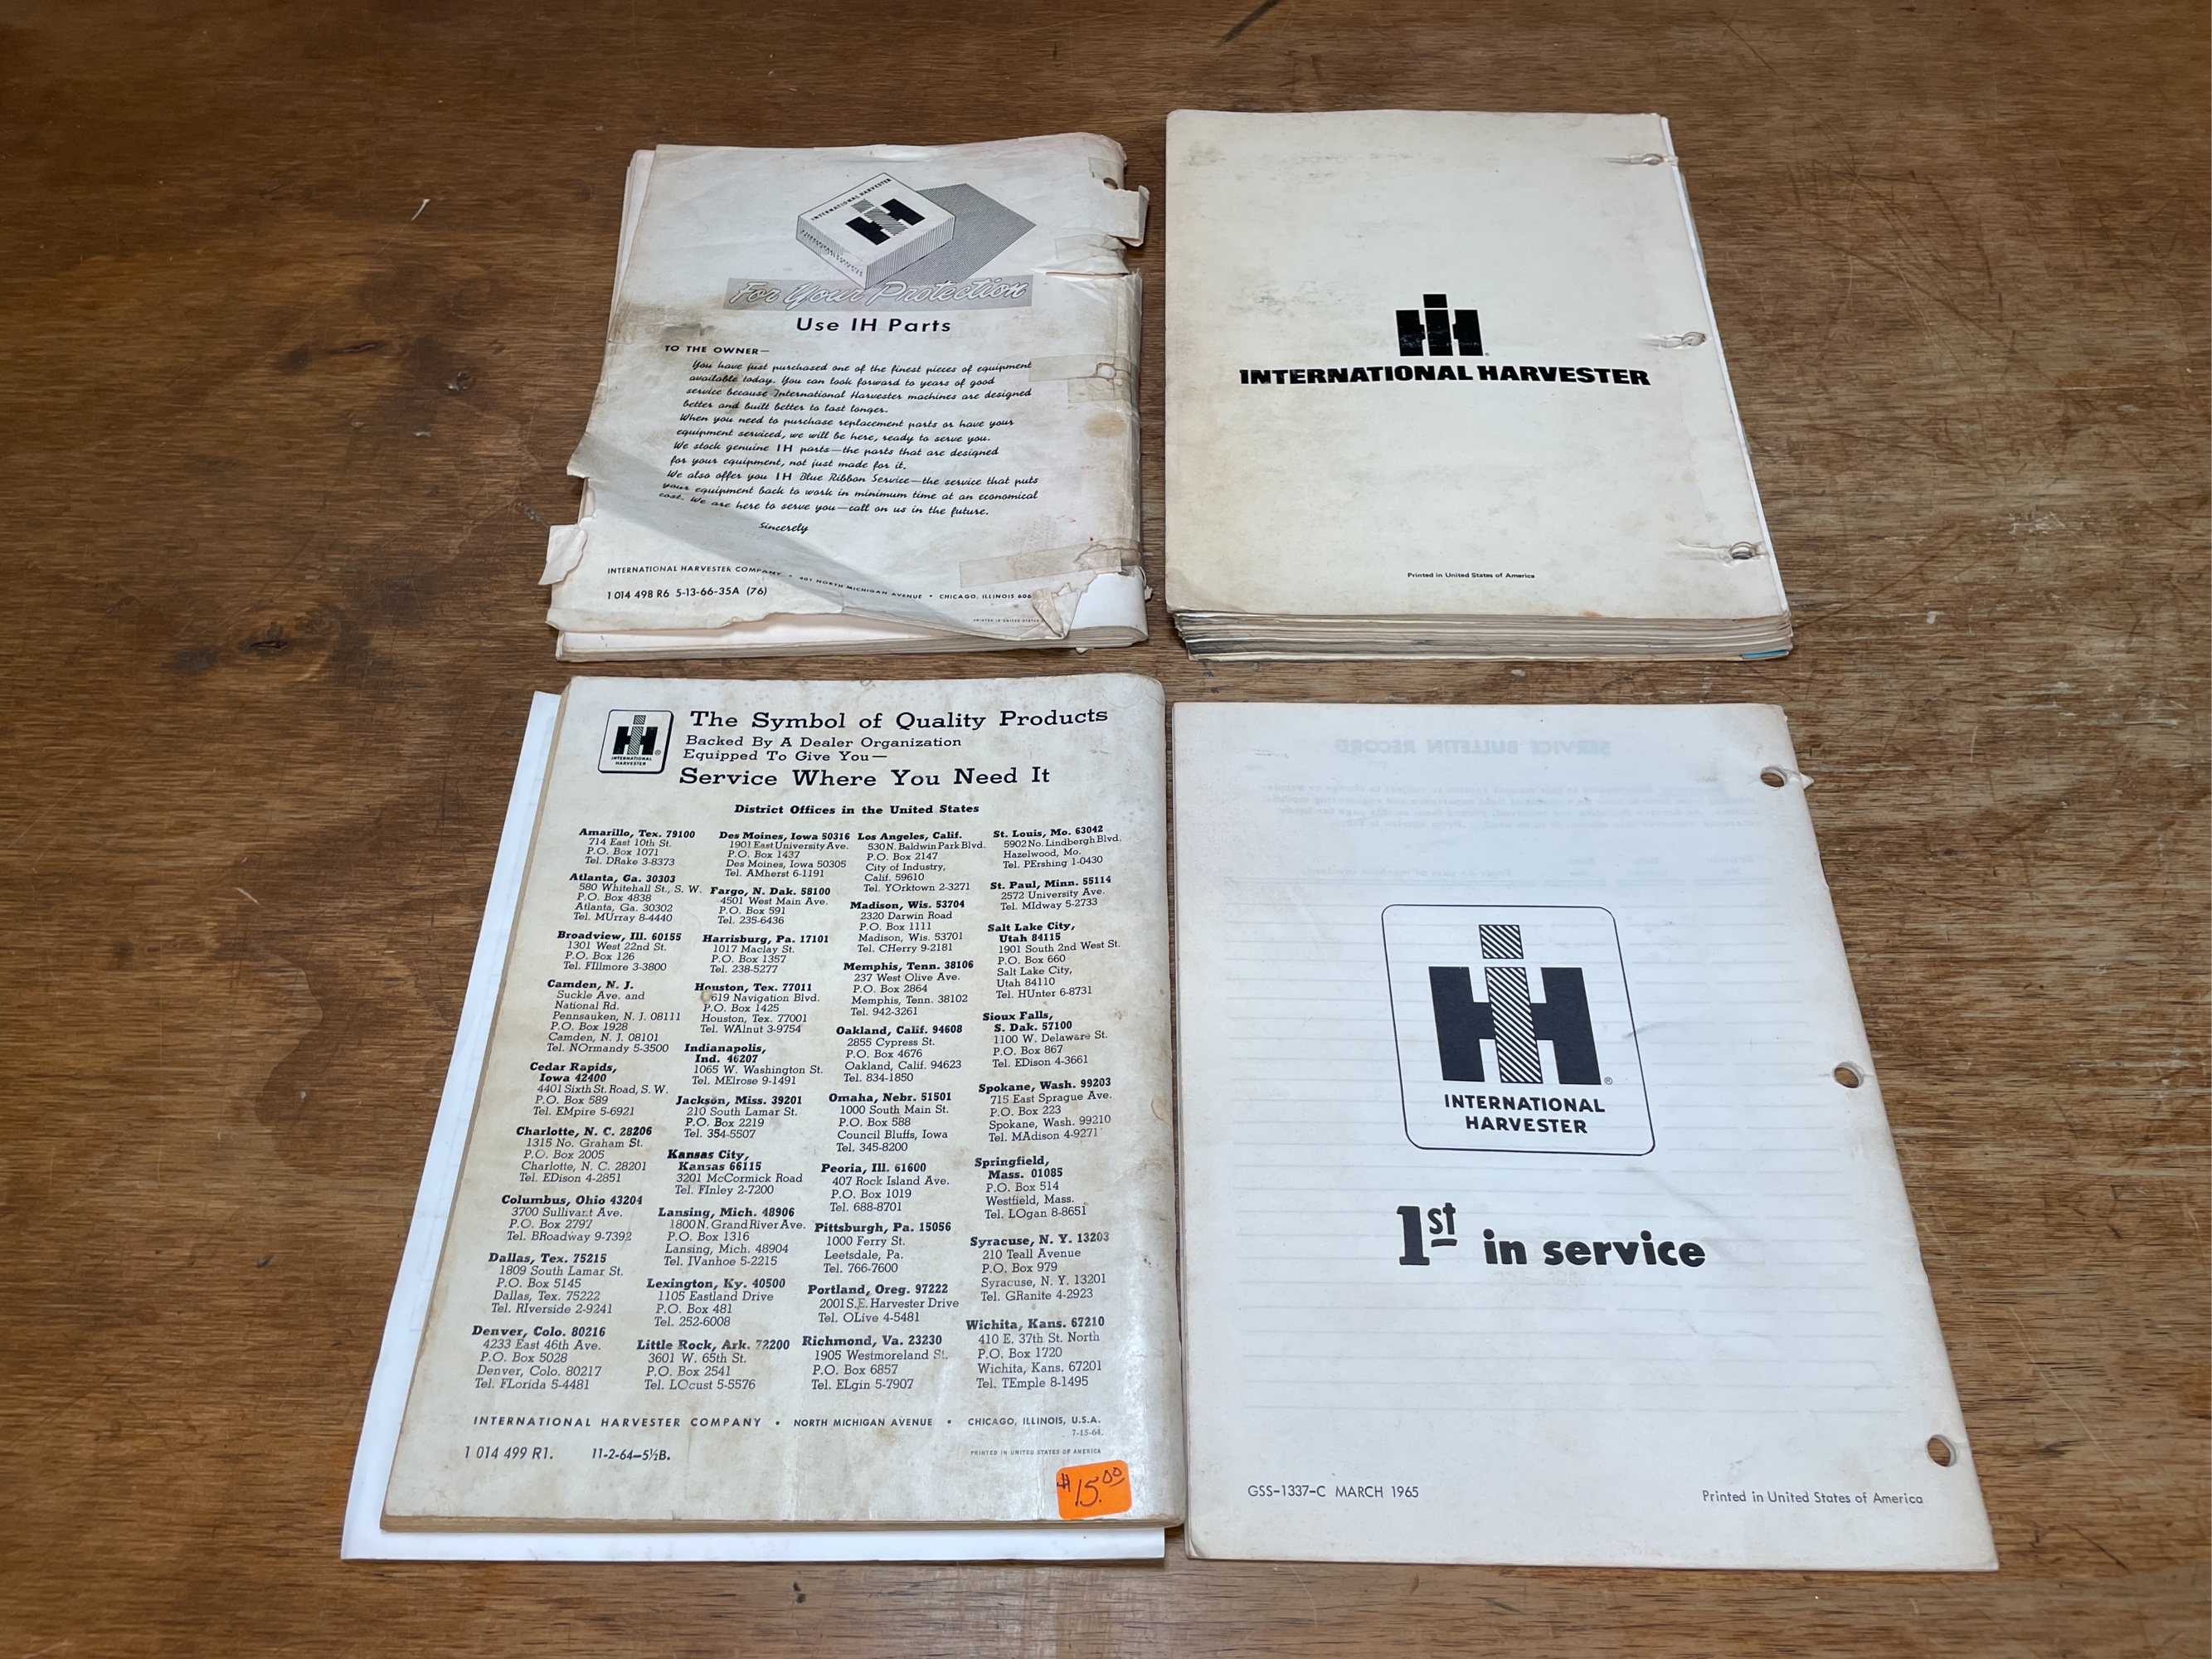 INTERNATIONAL HARVESTER
IH
For Your Protection
Use IH Parts
TO THE OWNER—
You have just purchased one of the finest pieces of equipment
available today. You can look forward to years of good
service because International Harvester machines are designed
better and built better to last longer.
When you need to purchase replacement parts or have your
equipment serviced, we will be here, ready to serve you.
We stock genuine IH parts—the parts that are designed
for your equipment, not just made for it.
We also offer you IH Blue Ribbon Service—the service that puts
your equipment back to work in minimum time at an economical
cost. We are here to serve you—call on us in the future.
Sincerely
INTERNATIONAL HARVESTER COMPANY • 401 NORTH MICHIGAN AVENUE • CHICAGO, ILLINOIS 606
1 014 498 R6 5-13-66-35A (76)
PRINTED IN UNITED STATES
IH
INTERNATIONAL HARVESTER
Printed in United States of America
IH
INTERNATIONAL
HARVESTER
The Symbol of Quality Products
Backed By A Dealer Organization
Equipped To Give You—
Service Where You Need It
District Offices in the United States
Amarillo, Tex. 79100
714 East 10th St.
P.O. Box 1071
Tel. DRake 3-8373
Atlanta, Ga. 30303
580 Whitehall St., S. W.
P.O. Box 4838
Atlanta, Ga. 30302
Tel. MUrray 8-4440
Broadview, Ill. 60155
1301 West 22nd St.
P.O. Box 126
Tel. FIllmore 3-3800
Camden, N. J.
Suckle Ave. and
National Rd.
Pennsauken, N. J. 08111
P.O. Box 1928
Camden, N. J. 08101
Tel. NOrmandy 5-3500
Cedar Rapids,
Iowa 42400
4401 Sixth St. Road, S. W.
P.O. Box 589
Tel. EMpire 5-6921
Charlotte, N. C. 28206
1315 No. Graham St.
P.O. Box 2005
Charlotte, N. C. 28201
Tel. EDison 4-2851
Columbus, Ohio 43204
3700 Sullivant Ave.
P.O. Box 2797
Tel. BRoadway 9-7392
Dallas, Tex. 75215
1809 South Lamar St.
P.O. Box 5145
Dallas, Tex. 75222
Tel. RIverside 2-9241
Denver, Colo. 80216
4233 East 46th Ave.
P.O. Box 5028
Denver, Colo. 80217
Tel. FLorida 5-4481
Des Moines, Iowa 50316
1901 East University Ave.
P.O. Box 1437
Des Moines, Iowa 50305
Tel. AMherst 6-1191
Fargo, N. Dak. 58100
4501 West Main Ave.
P.O. Box 591
Tel. 235-6436
Harrisburg, Pa. 17101
1017 Maclay St.
P.O. Box 1357
Tel. 238-5277
Houston, Tex. 77011
619 Navigation Blvd.
P.O. Box 1425
Houston, Tex. 77001
Tel. WAlnut 3-9754
Indianapolis,
Ind. 46207
1065 W. Washington St.
Tel. MElrose 9-1491
Jackson, Miss. 39201
210 South Lamar St.
P.O. Box 2219
Tel. 354-5507
Kansas City,
Kansas 66115
3201 McCormick Road
Tel. FInley 2-7200
Lansing, Mich. 48906
1800 N. Grand River Ave.
P.O. Box 1316
Lansing, Mich. 48904
Tel. IVanhoe 5-2215
Lexington, Ky. 40500
1105 Eastland Drive
P.O. Box 481
Tel. 252-6008
Little Rock, Ark. 72200
3601 W. 65th St.
P.O. Box 2541
Tel. LOcust 5-5576
Los Angeles, Calif.
530 N. Baldwin Park Blvd.
P.O. Box 2147
City of Industry,
Calif. 59610
Tel. YOrktown 2-3271
Madison, Wis. 53704
2320 Darwin Road
P.O. Box 1111
Madison, Wis. 53701
Tel. CHerry 9-2181
Memphis, Tenn. 38106
237 West Olive Ave.
P.O. Box 2864
Memphis, Tenn. 38102
Tel. 942-3261
Oakland, Calif. 94608
2855 Cypress St.
P.O. Box 4676
Oakland, Calif. 94623
Tel. 834-1850
Omaha, Nebr. 51501
1000 South Main St.
P.O. Box 588
Council Bluffs, Iowa
Tel. 345-8200
Peoria, Ill. 61600
407 Rock Island Ave.
P.O. Box 1019
Tel. 688-8701
Pittsburgh, Pa. 15056
1000 Ferry St.
Leetsdale, Pa.
Tel. 766-7600
Portland, Oreg. 97222
2001 S.E. Harvester Drive
Tel. OLive 4-5481
Richmond, Va. 23230
1905 Westmoreland St.
P.O. Box 6857
Tel. ELgin 5-7907
St. Louis, Mo. 63042
5902 No. Lindbergh Blvd.
Hazelwood, Mo.
Tel. PErshing 1-0430
St. Paul, Minn. 55114
2572 University Ave.
Tel. MIdway 5-2733
Salt Lake City,
Utah 84115
1901 South 2nd West St.
P.O. Box 660
Salt Lake City,
Utah 84110
Tel. HUnter 6-8731
Sioux Falls,
S. Dak. 57100
1100 W. Delaware St.
P.O. Box 867
Tel. EDison 4-3661
Spokane, Wash. 99203
715 East Sprague Ave.
P.O. Box 223
Spokane, Wash. 99210
Tel. MAdison 4-9271
Springfield,
Mass. 01085
P.O. Box 514
Westfield, Mass.
Tel. LOgan 8-8651
Syracuse, N. Y. 13203
210 Teall Avenue
P.O. Box 979
Syracuse, N. Y. 13201
Tel. GRanite 4-2923
Wichita, Kans. 67210
410 E. 37th St. North
P.O. Box 1720
Wichita, Kans. 67201
Tel. TEmple 8-1495
INTERNATIONAL HARVESTER COMPANY • NORTH MICHIGAN AVENUE • CHICAGO, ILLINOIS, U.S.A.
7-15-64.
1 014 499 R1. 11-2-64—5½B.
PRINTED IN UNITED STATES OF AMERICA
$15.00
SERVICE BULLETIN RECORD
IH®
INTERNATIONAL
HARVESTER
1st in service
GSS-1337-C MARCH 1965
Printed in United States of America